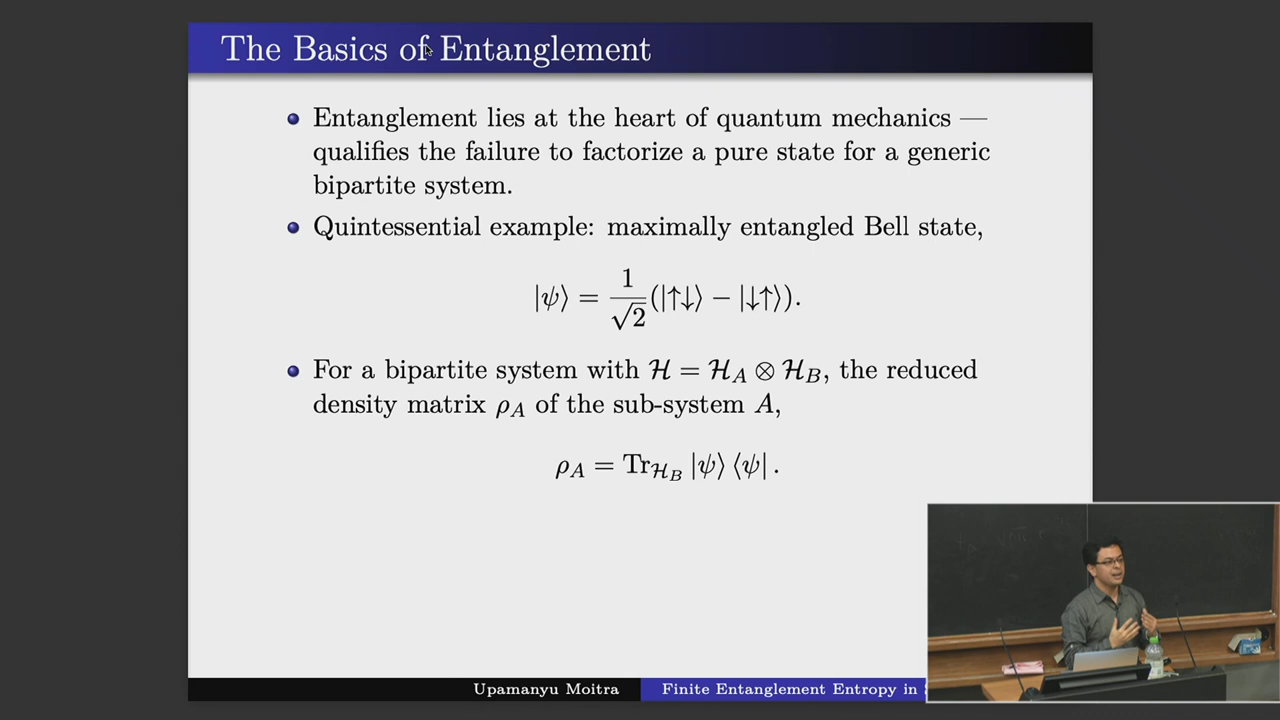 The Basics of Entanglement
Entanglement lies at the heart of quantum mechanics —
qualifies the failure to factorize a pure state for a generic
bipartite system.
Quintessential example: maximally entangled Bell state,
|ψ⟩ = 1/√2 (|↑↓⟩ − |↓↑⟩).
For a bipartite system with ℋ = ℋ_A ⊗ ℋ_B, the reduced
density matrix ρ_A of the sub-system A,
ρ_A = Tr_{ℋ_B} |ψ⟩ ⟨ψ| .
Upamanyu Moitra
Finite Entanglement Entropy in